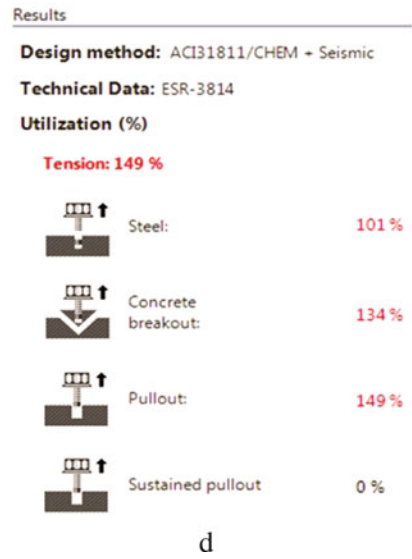 Results
Design method: ACI31811/CHEM + Seismic
Technical Data: ESR-3814
Utilization (%)
Tension: 149 %
Steel: 101 %
Concrete
breakout: 134 %
Pullout: 149 %
Sustained pullout 0 %
d